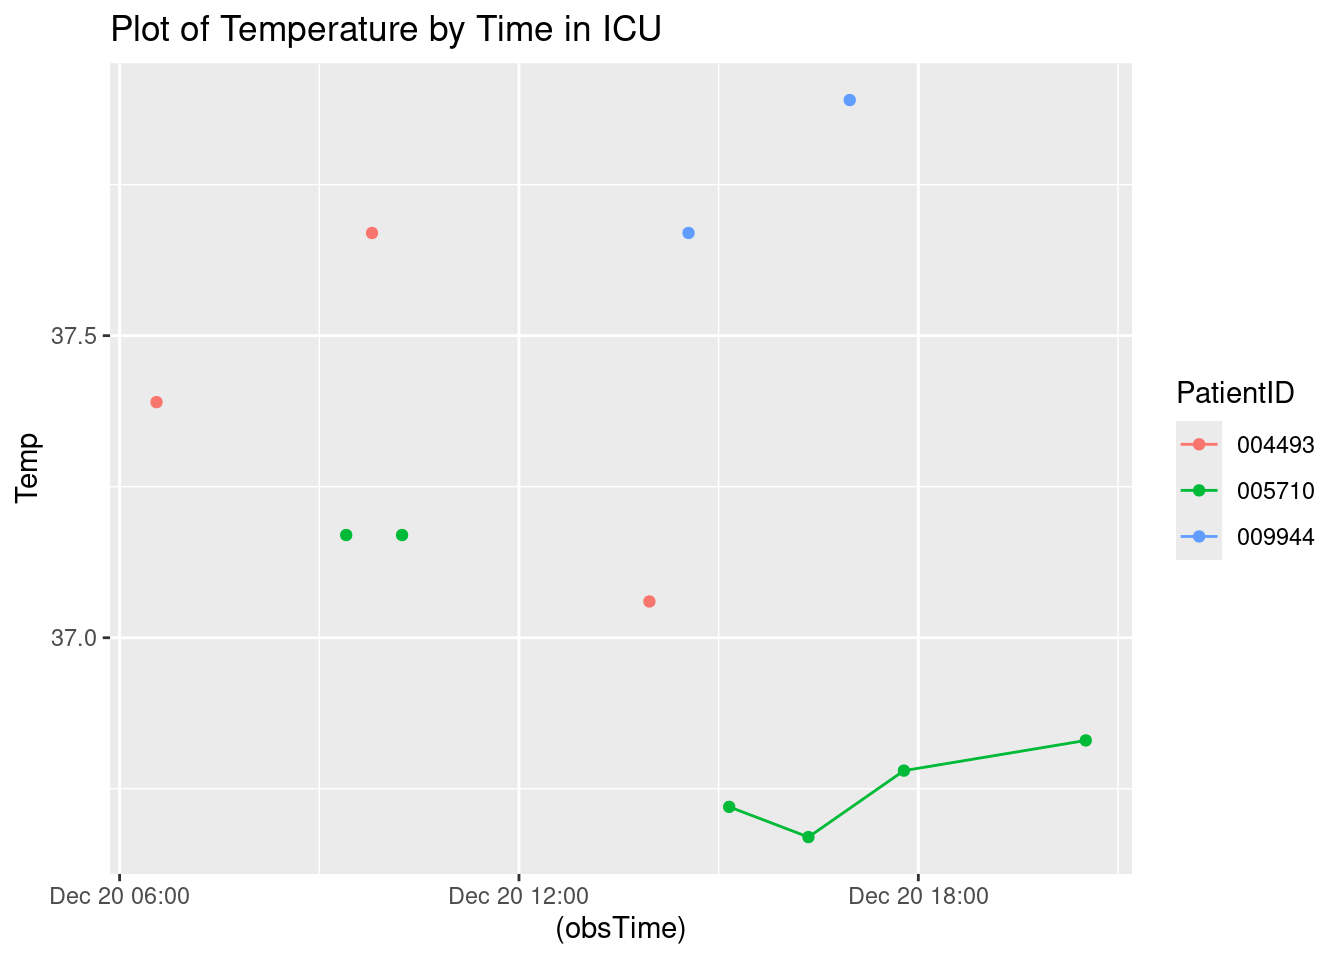 Plot of Temperature by Time in ICU
Temp
37.5
37.0
Dec 20 06:00
Dec 20 12:00
Dec 20 18:00
(obsTime)
PatientID
004493
005710
009944